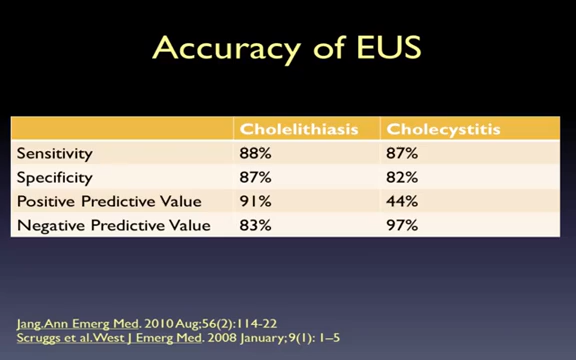 Accuracy of EUS
Cholelithiasis Cholecystitis
Sensitivity 88% 87%
Specificity 87% 82%
Positive Predictive Value 91% 44%
Negative Predictive Value 83% 97%
Jang. Ann Emerg Med. 2010 Aug;56(2):114-22
Scruggs et al. West J Emerg Med. 2008 January; 9(1): 1–5